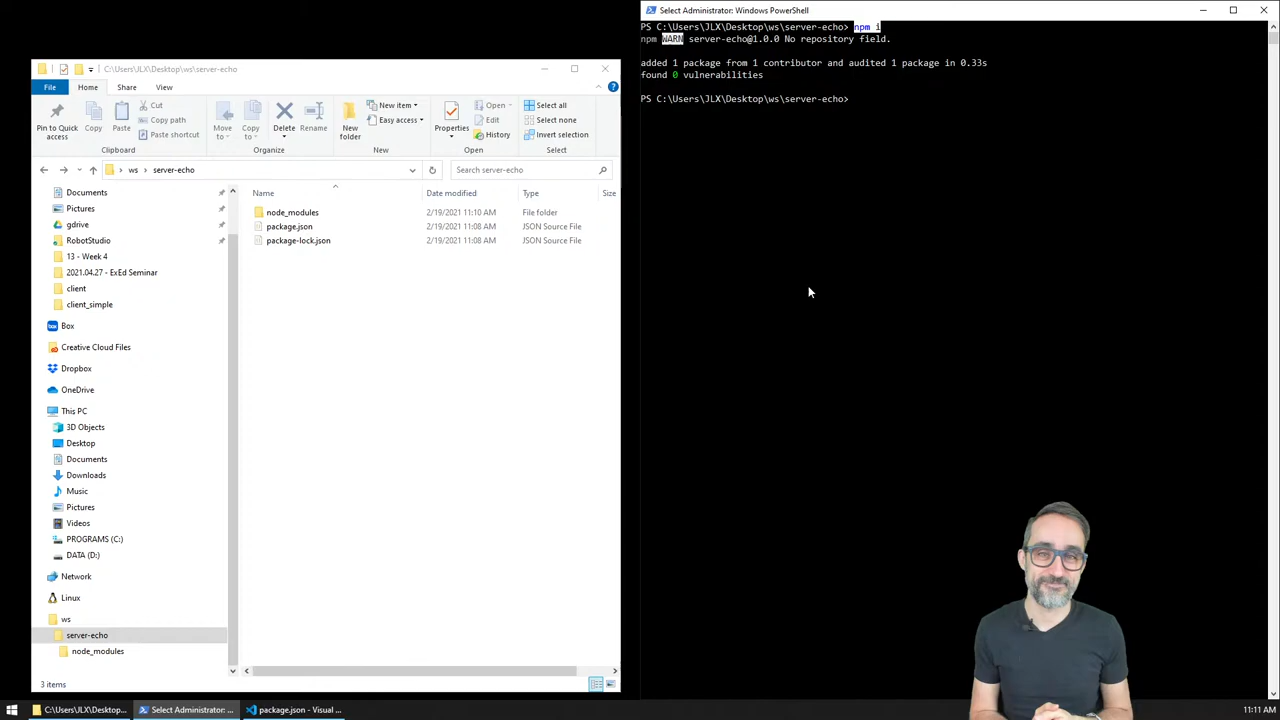 Select Administrator: Windows PowerShell
PS C:\Users\JLX\Desktop\ws\server-echo> npm i
npm WARN server-echo@1.0.0 No repository field.
added 1 package from 1 contributor and audited 1 package in 0.33s
found 0 vulnerabilities
PS C:\Users\JLX\Desktop\ws\server-echo>
C:\Users\JLX\Desktop\ws\server-echo
File Home Share View
Pin to Quick access
Copy
Paste
Cut
Copy path
Paste shortcut
Clipboard
Move to
Copy to
Delete
Rename
Organize
New folder
New item
Easy access
New
Properties
Open
Edit
History
Open
Select all
Select none
Invert selection
Select
ws server-echo
Search server-echo
Name Date modified Type Size
node_modules 2/19/2021 11:10 AM File folder
package.json 2/19/2021 11:08 AM JSON Source File
package-lock.json 2/19/2021 11:08 AM JSON Source File
Documents
Pictures
gdrive
RobotStudio
13 - Week 4
2021.04.27 - ExEd Seminar
client
client_simple
Box
Creative Cloud Files
Dropbox
OneDrive
This PC
3D Objects
Desktop
Documents
Downloads
Music
Pictures
Videos
PROGRAMS (C:)
DATA (D:)
Network
Linux
ws
server-echo
node_modules
3 items
C:\Users\JLX\Desktop...
Select Administrator: ...
package.json - Visual ...
11:11 AM